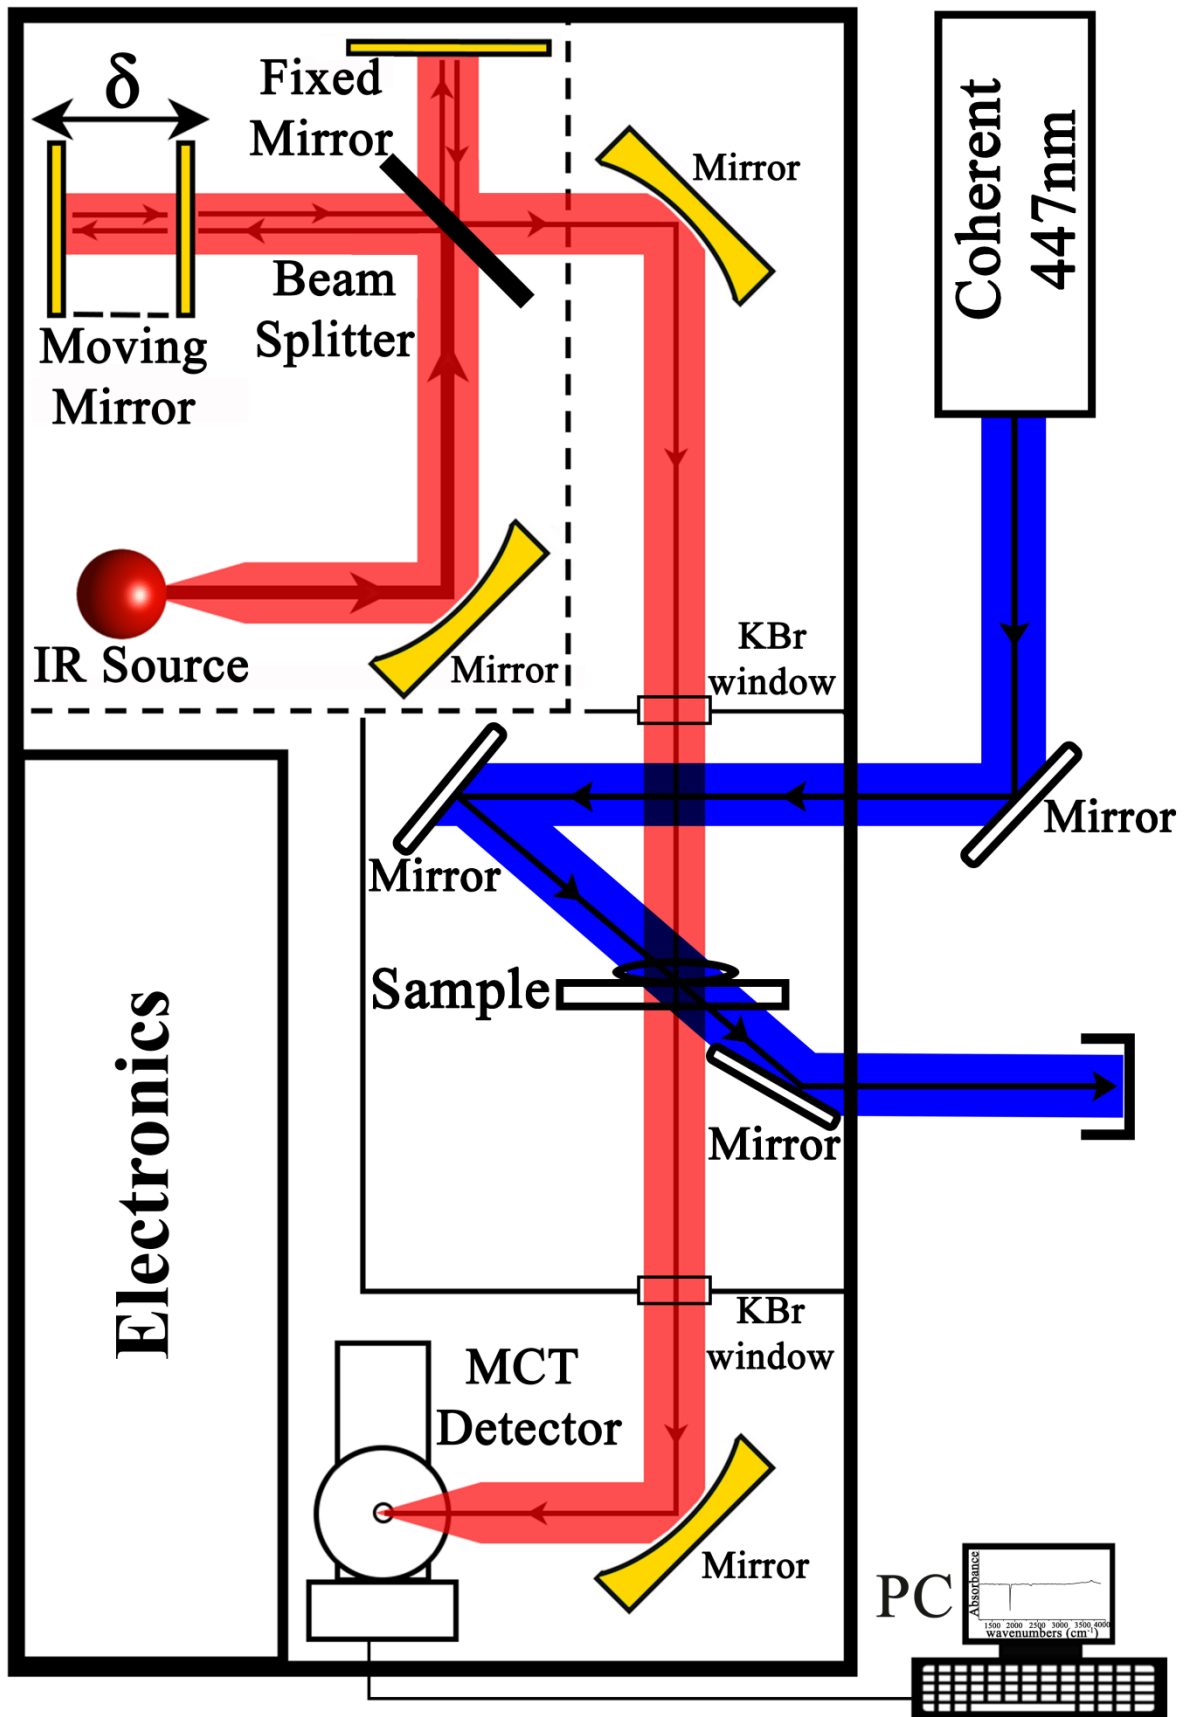 δ
Fixed
Mirror
Mirror
Coherent
447nm
Beam
Splitter
Moving
Mirror
IR Source
Mirror
KBr
window
Mirror
Mirror
Sample
Mirror
Electronics
KBr
window
MCT
Detector
Mirror
PC
Absorbance
1500 2000 2500 3000 3500 4000
wavenumbers (cm⁻¹)